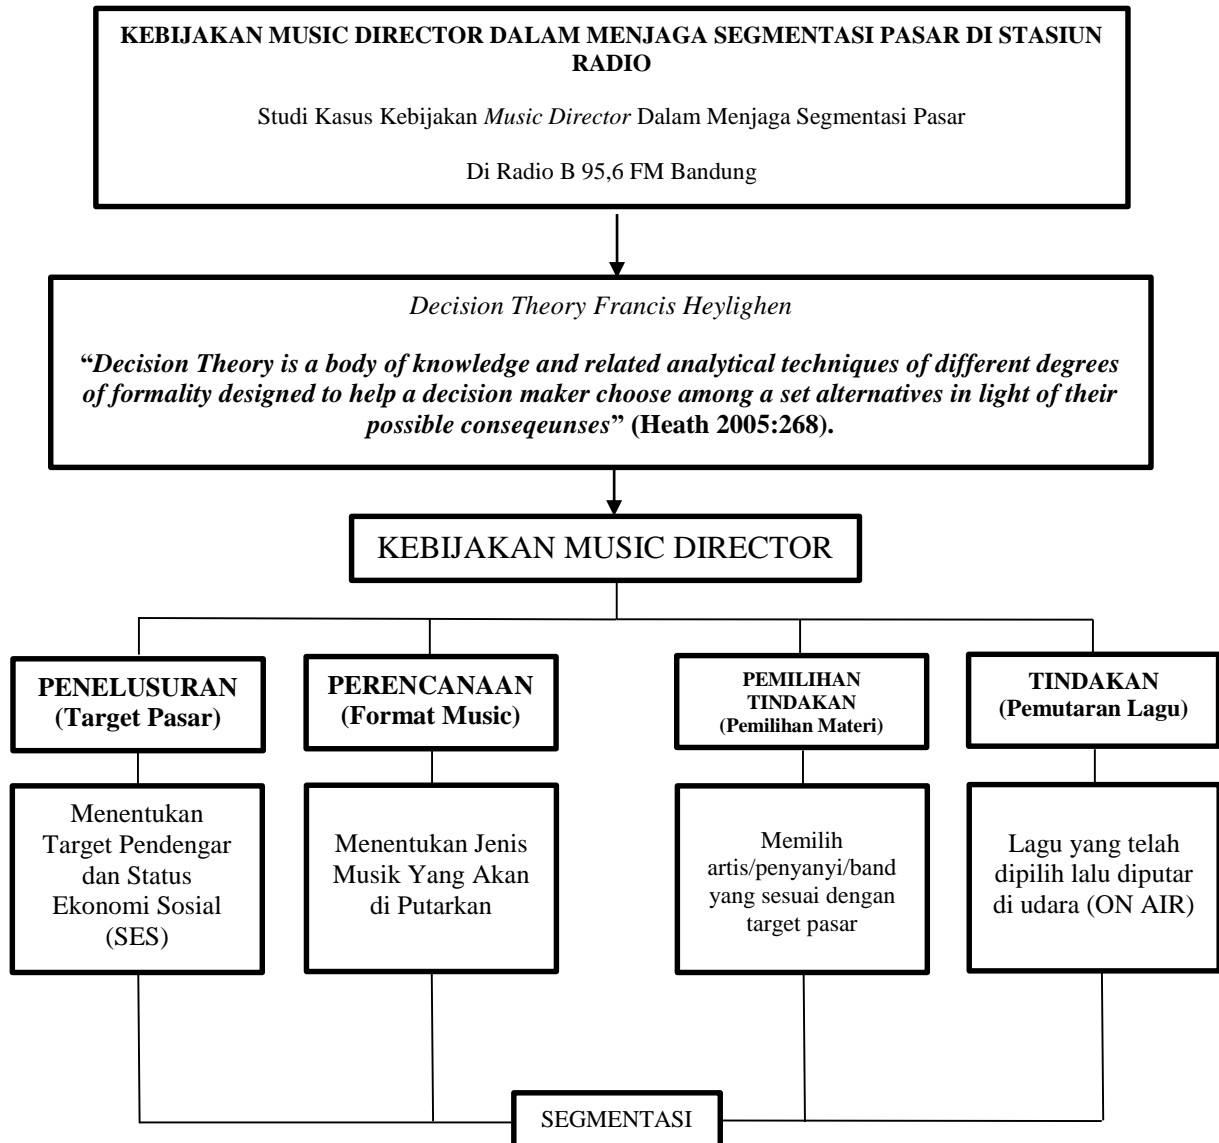 KEBIJAKAN MUSIC DIRECTOR DALAM MENJAGA SEGMENTASI PASAR DI STASIUN
RADIO
Studi Kasus Kebijakan Music Director Dalam Menjaga Segmentasi Pasar
Di Radio B 95,6 FM Bandung
Decision Theory Francis Heylighen
“Decision Theory is a body of knowledge and related analytical techniques of different degrees
of formality designed to help a decision maker choose among a set alternatives in light of their
possible conseqeunses” (Heath 2005:268).
KEBIJAKAN MUSIC DIRECTOR
PENELUSURAN
(Target Pasar)
Menentukan
Target Pendengar
dan Status
Ekonomi Sosial
(SES)
PERENCANAAN
(Format Music)
Menentukan Jenis
Musik Yang Akan
di Putarkan
PEMILIHAN
TINDAKAN
(Pemilihan Materi)
Memilih
artis/penyanyi/band
yang sesuai dengan
target pasar
TINDAKAN
(Pemutaran Lagu)
Lagu yang telah
dipilih lalu diputar
di udara (ON AIR)
SEGMENTASI